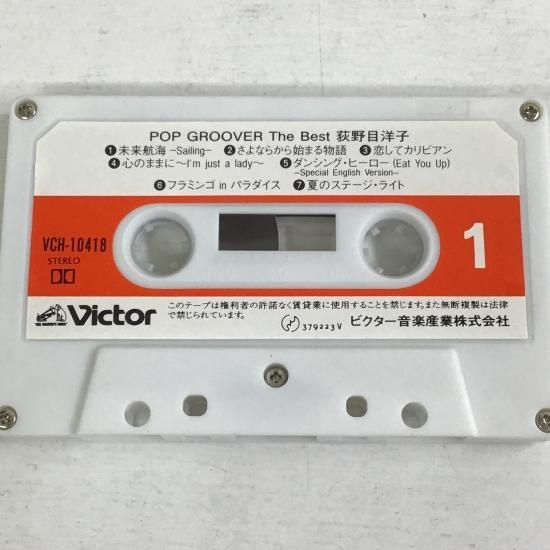 POP GROOVER The Best 荻野目洋子
❶未来航海 –Sailing– ❷さよならから始まる物語 ❸恋してカリビアン
❹心のままに〜I'm just a lady〜 ❺ダンシング・ヒーロー (Eat You Up)
–Special English Version–
❻フラミンゴ in パラダイス ❼夏のステージ・ライト
VCH-10418
STEREO
1
Victor
このテープは権利者の許諾なく賃貸業に使用することを禁じます。また無断複製は法律
で禁じられています。
379223V ビクター音楽産業株式会社